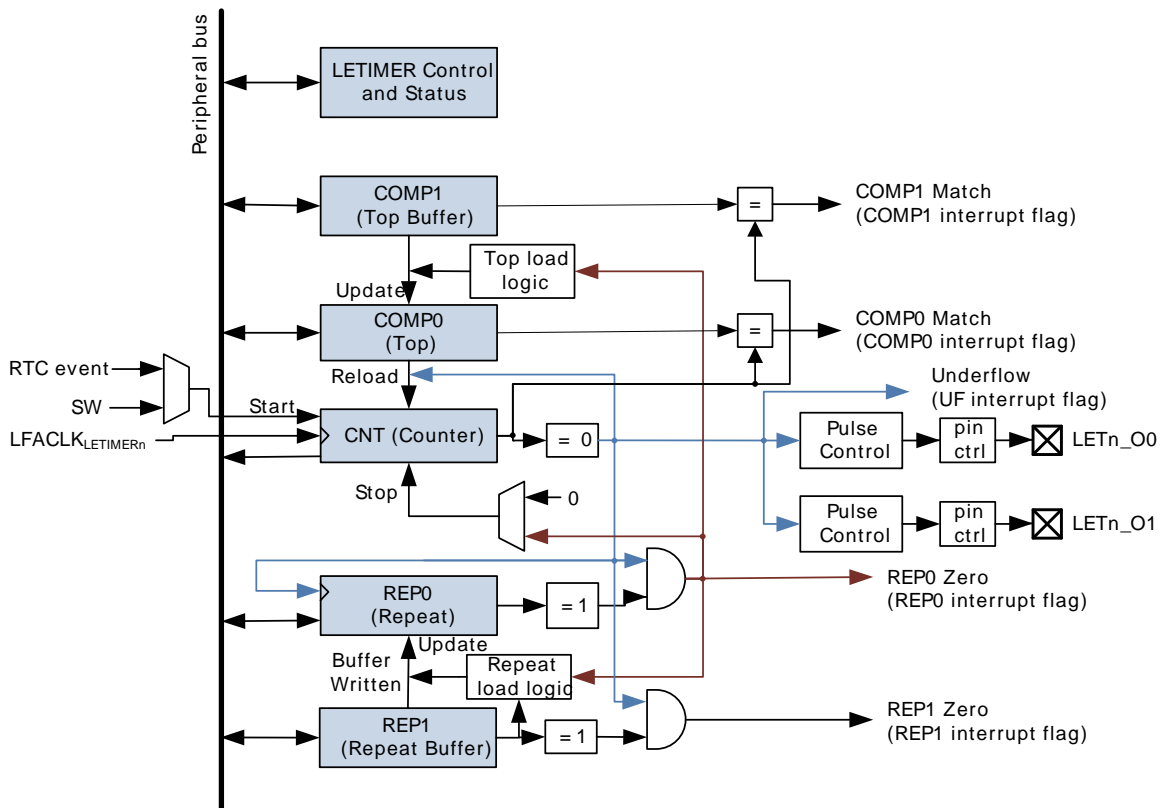 Peripheral bus
LETIMER Control
and Status
COMP1
(Top Buffer)
=
COMP1 Match
(COMP1 interrupt flag)
Top load
logic
Update
COMP0
(Top)
=
COMP0 Match
(COMP0 interrupt flag)
RTC event
SW
LFACLKLETIMERn
Start
Reload
CNT (Counter)
= 0
Underflow
(UF interrupt flag)
Pulse
Control
pin
ctrl
LETn_O0
Stop
0
Pulse
Control
pin
ctrl
LETn_O1
REP0
(Repeat)
= 1
REP0 Zero
(REP0 interrupt flag)
Update
Buffer
Written
Repeat
load logic
REP1
(Repeat Buffer)
= 1
REP1 Zero
(REP1 interrupt flag)